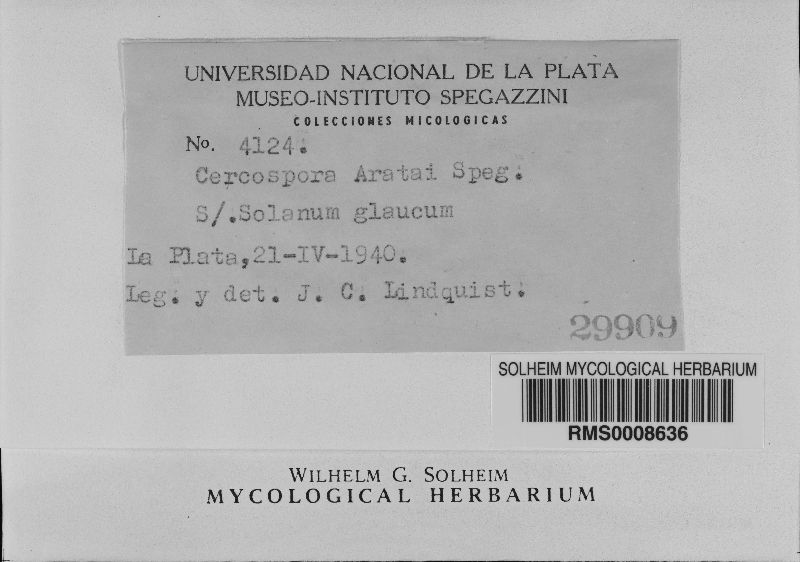 UNIVERSIDAD NACIONAL DE LA PLATA
MUSEO-INSTITUTO SPEGAZZINI
COLECCIONES MICOLOGICAS
No. 4124.
Cercospora Aratai Speg.
S/.Solanum glaucum
La Plata,21-IV-1940.
Leg. y det. J. C. Lindquist.
29909
SOLHEIM MYCOLOGICAL HERBARIUM
RMS0008636
WILHELM G. SOLHEIM
MYCOLOGICAL HERBARIUM